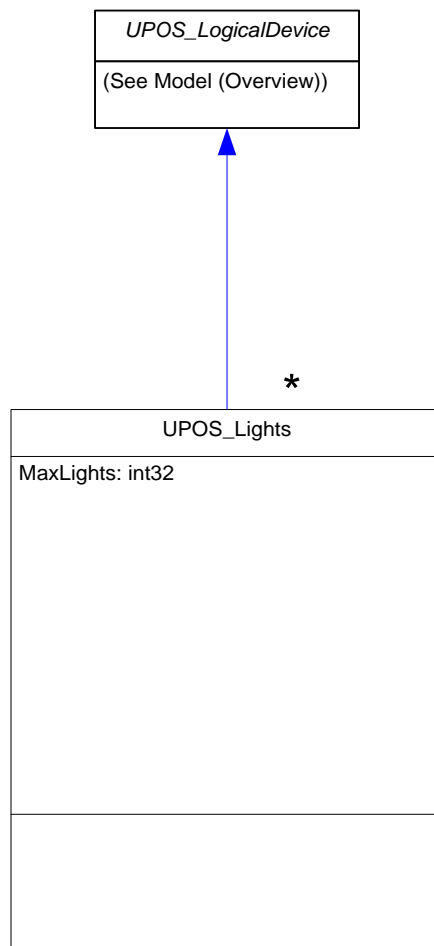 UPOS_LogicalDevice
(See Model (Overview))
*
UPOS_Lights
MaxLights: int32